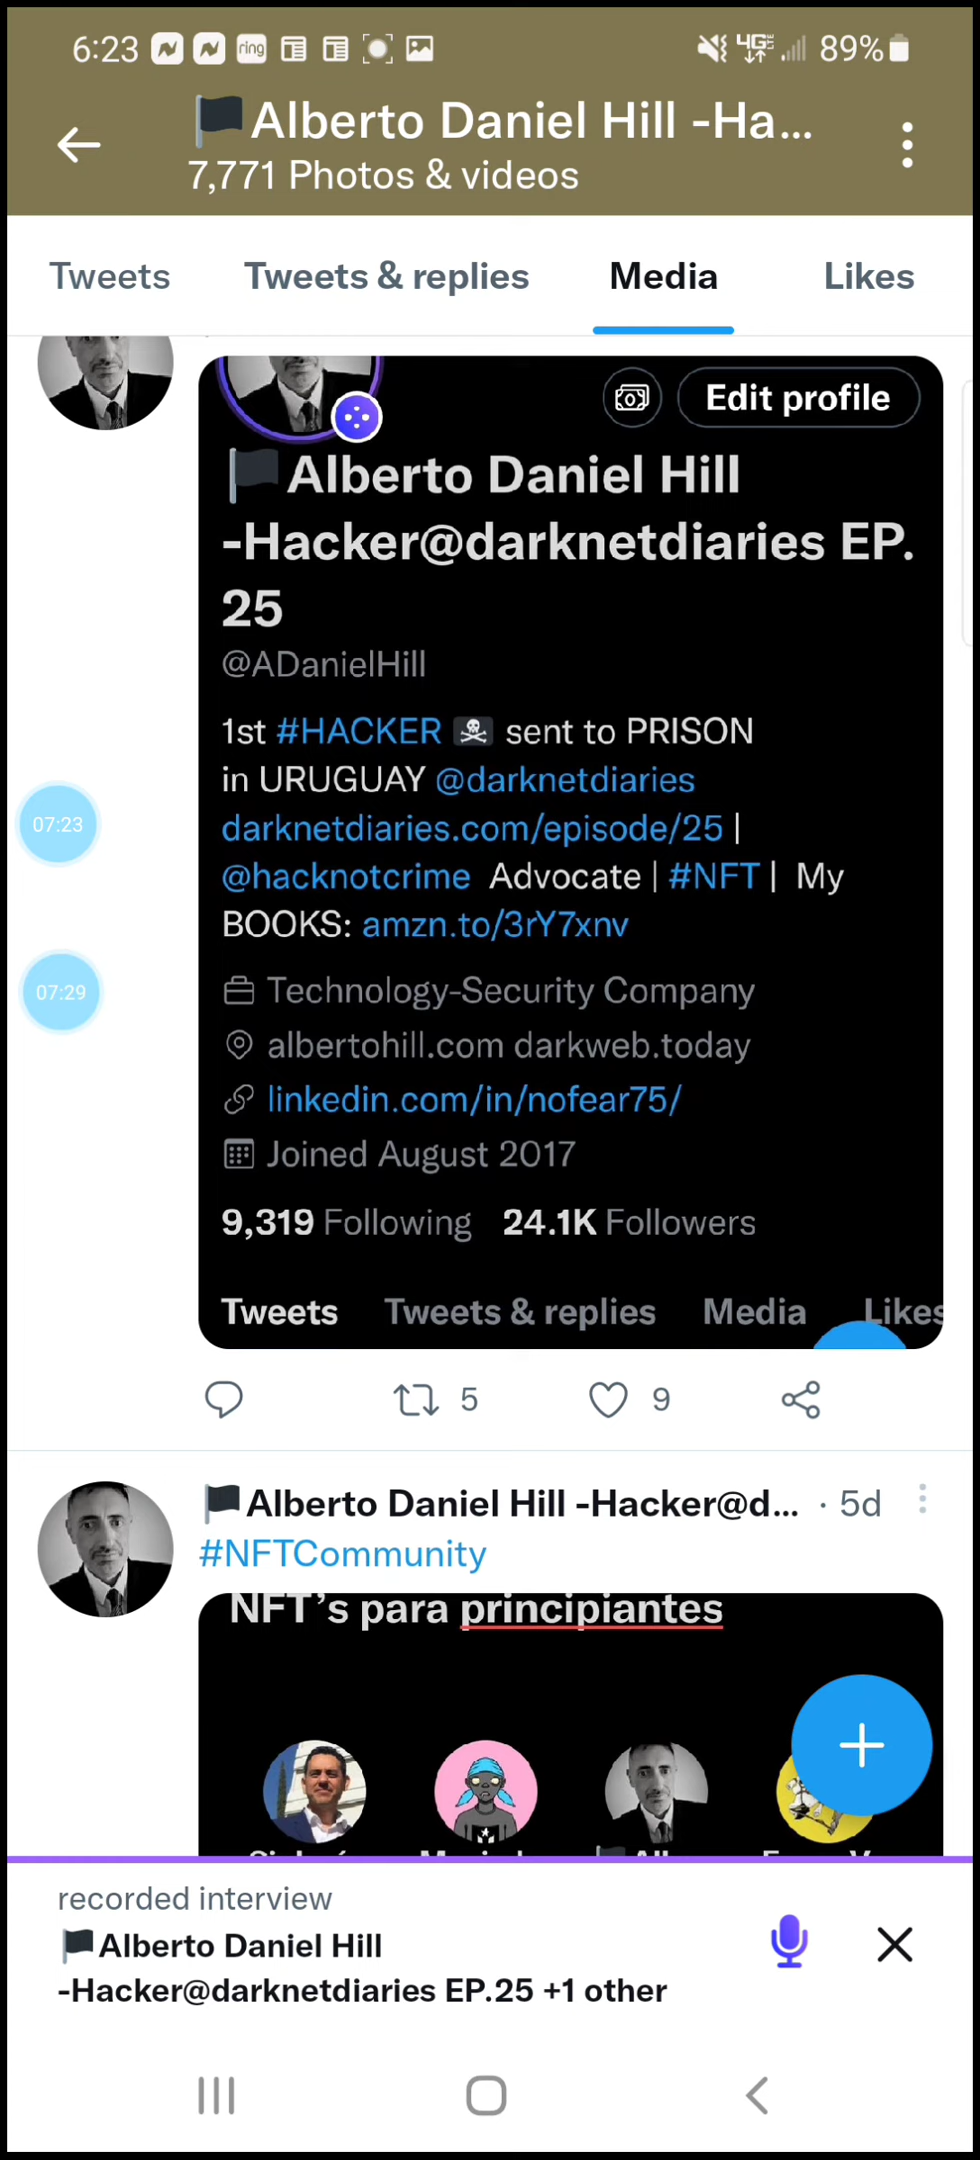 6:23 ring 4GE 89%
Alberto Daniel Hill -Ha...
7,771 Photos & videos
Tweets Tweets & replies Media Likes
Edit profile
Alberto Daniel Hill
-Hacker@darknetdiaries EP.
25
@ADanielHill
1st #HACKER sent to PRISON
in URUGUAY @darknetdiaries
darknetdiaries.com/episode/25 |
@hacknotcrime Advocate | #NFT | My
BOOKS: amzn.to/3rY7xnv
07:23
07:29
Technology-Security Company
albertohill.com darkweb.today
linkedin.com/in/nofear75/
Joined August 2017
9,319 Following 24.1K Followers
Tweets Tweets & replies Media Likes
5 9
Alberto Daniel Hill -Hacker@d... · 5d
#NFTCommunity
NFT's para principiantes
recorded interview
Alberto Daniel Hill
-Hacker@darknetdiaries EP.25 +1 other